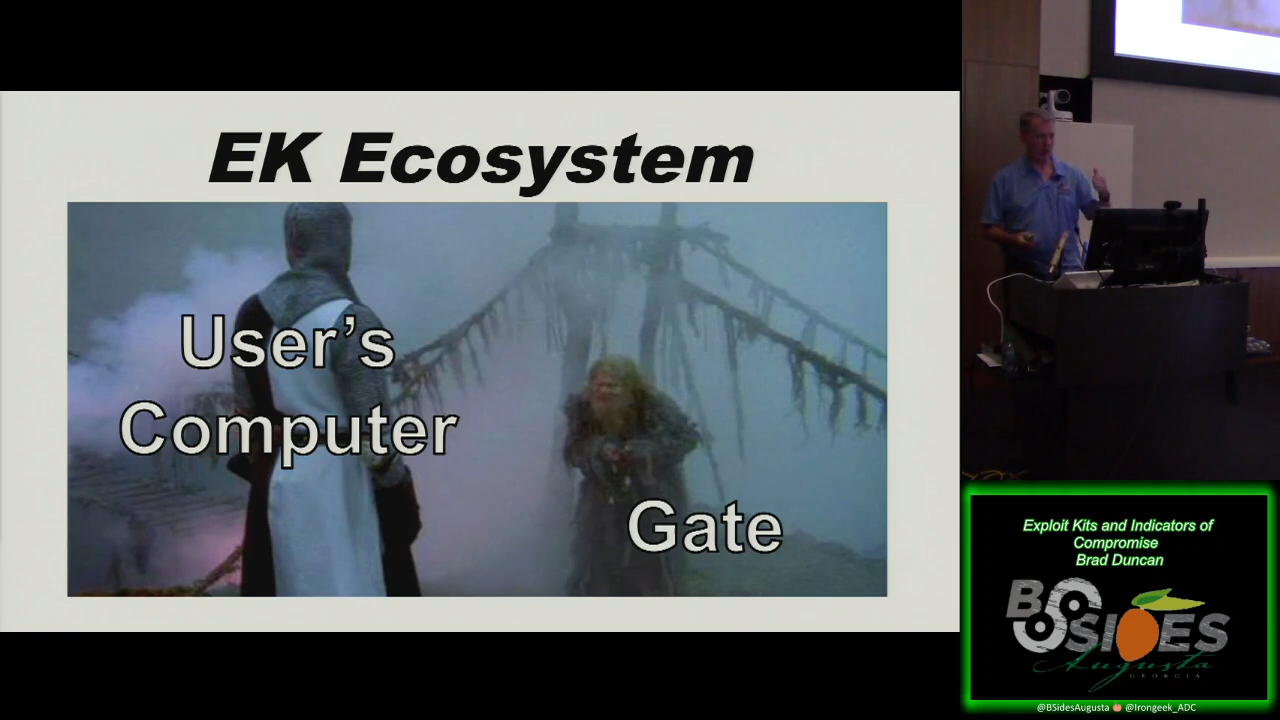 EK Ecosystem
User's
Computer
Gate
Exploit Kits and Indicators of
Compromise
Brad Duncan
BSIDES
Augusta
GEORGIA
@BSidesAugusta @Irongeek_ADC